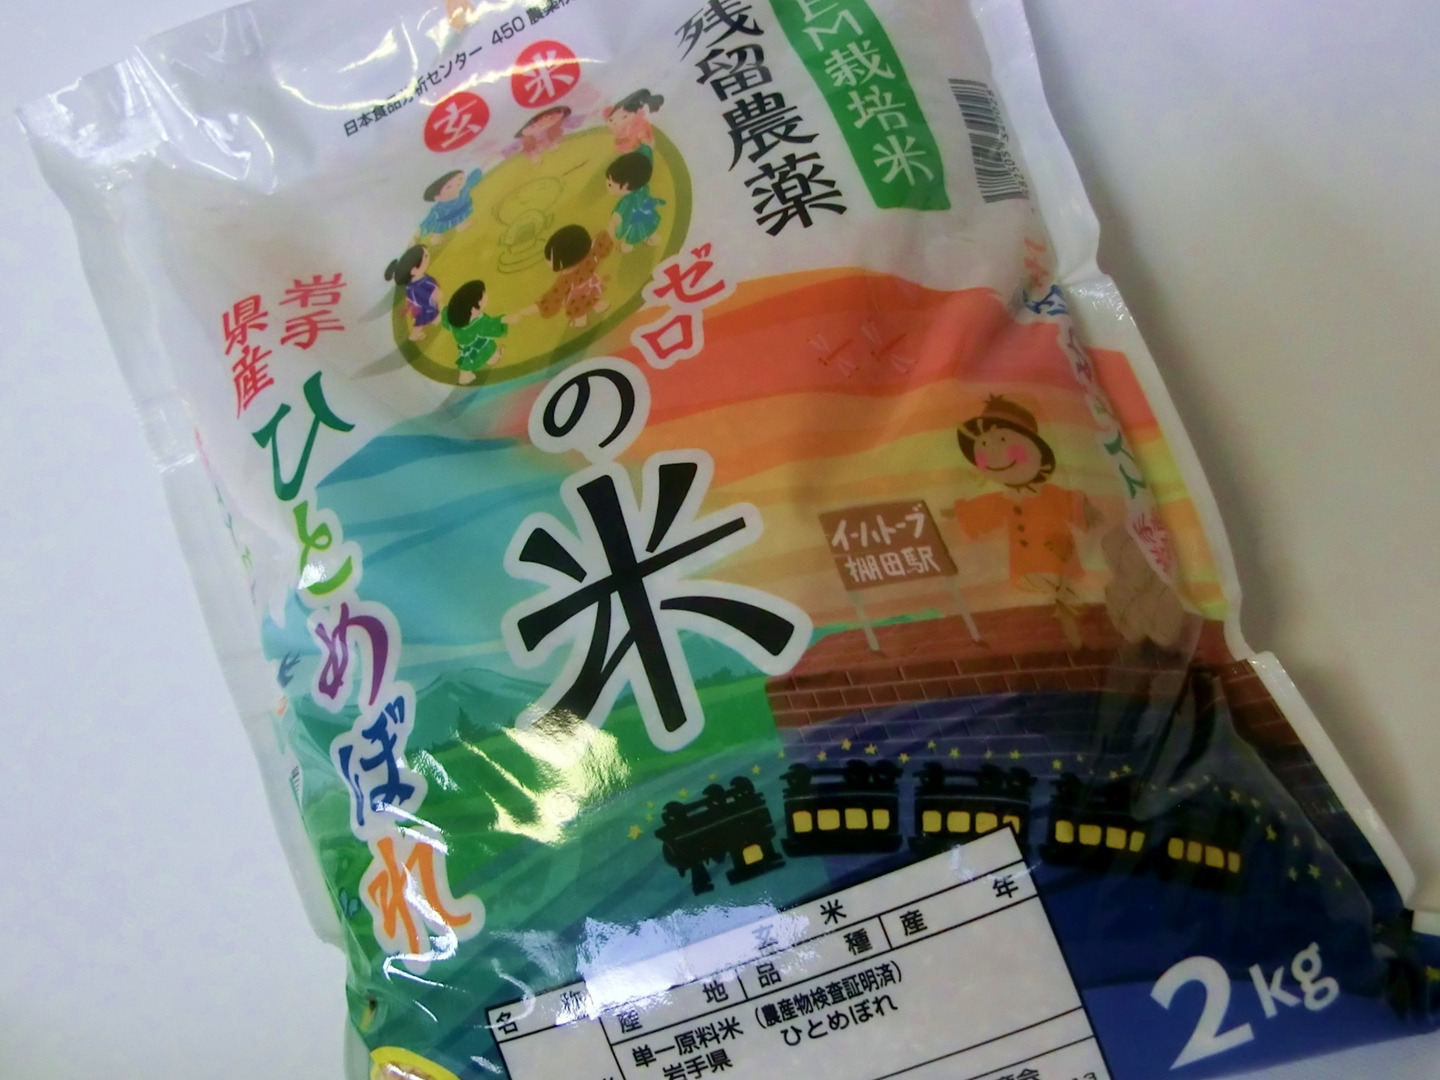 EM栽培米
残留農薬
ゼロ
の
米
日本食品分析センター 450
玄米
岩手
県産
ひとめぼれ
イーハトーブ
棚田駅
2kg
名称
玄米
産地
品種
産年
単一原料米
岩手県
(農産物検査証明済)
ひとめぼれ